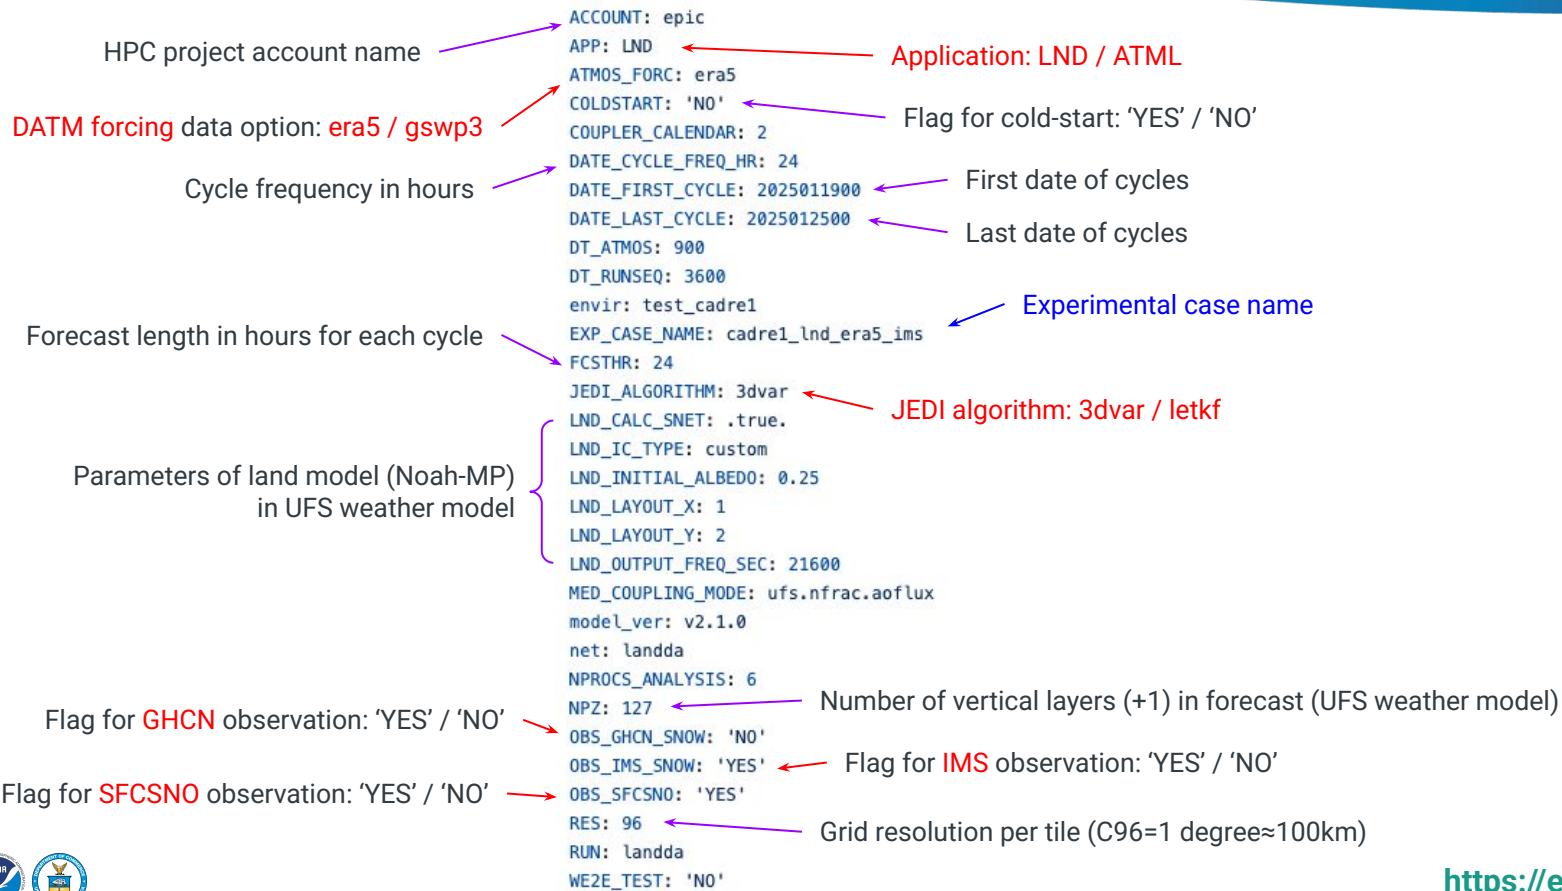 ACCOUNT: epic
HPC project account name
APP: LND
Application: LND / ATML
ATMOS_FORC: era5
COLDSTART: 'NO'
Flag for cold-start: ‘YES’ / ‘NO’
DATM forcing data option: era5 / gswp3
COUPLER_CALENDAR: 2
DATE_CYCLE_FREQ_HR: 24
Cycle frequency in hours
DATE_FIRST_CYCLE: 2025011900
First date of cycles
DATE_LAST_CYCLE: 2025012500
Last date of cycles
DT_ATMOS: 900
DT_RUNSEQ: 3600
envir: test_cadre1
Experimental case name
EXP_CASE_NAME: cadre1_lnd_era5_ims
Forecast length in hours for each cycle
FCSTHR: 24
JEDI_ALGORITHM: 3dvar
JEDI algorithm: 3dvar / letkf
LND_CALC_SNET: .true.
LND_IC_TYPE: custom
Parameters of land model (Noah-MP)
in UFS weather model
LND_INITIAL_ALBEDO: 0.25
LND_LAYOUT_X: 1
LND_LAYOUT_Y: 2
LND_OUTPUT_FREQ_SEC: 21600
MED_COUPLING_MODE: ufs.nfrac.aoflux
model_ver: v2.1.0
net: landda
NPROCS_ANALYSIS: 6
NPZ: 127
Number of vertical layers (+1) in forecast (UFS weather model)
Flag for GHCN observation: ‘YES’ / ‘NO’
OBS_GHCN_SNOW: 'NO'
OBS_IMS_SNOW: 'YES'
Flag for IMS observation: ‘YES’ / ‘NO’
Flag for SFCSNO observation: ‘YES’ / ‘NO’
OBS_SFCSNO: 'YES'
RES: 96
Grid resolution per tile (C96=1 degree≈100km)
RUN: landda
WE2E_TEST: 'NO'
https://e